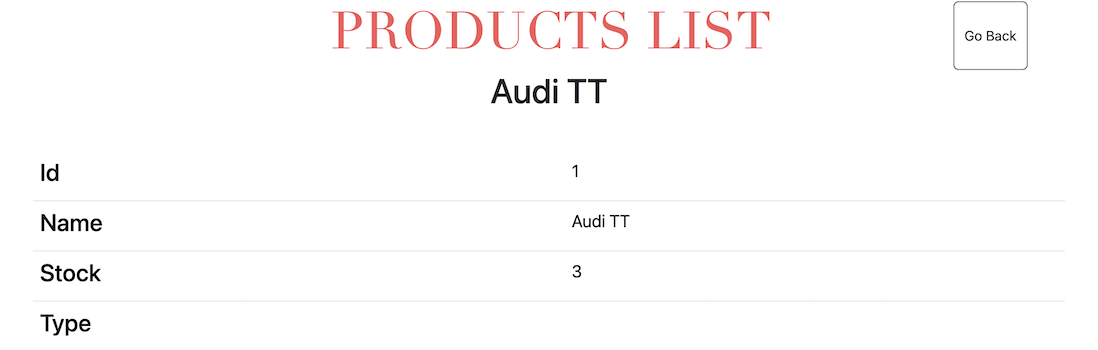 PRODUCTS LIST
Go Back
Audi TT
Id 1
Name Audi TT
Stock 3
Type